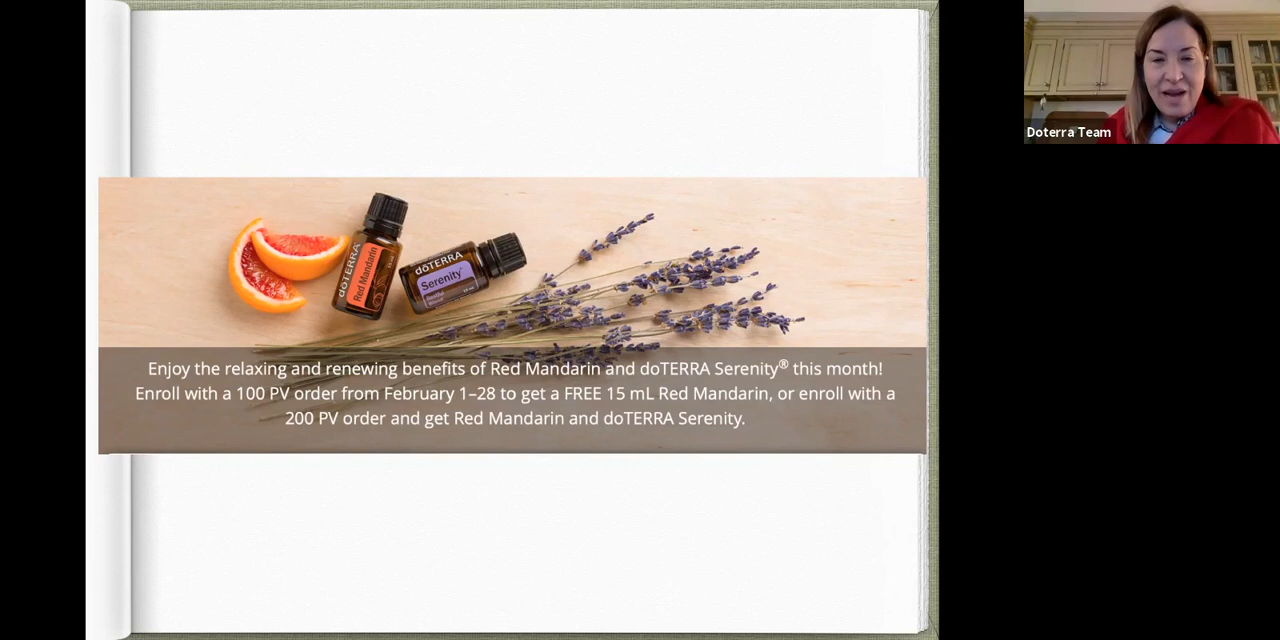 Doterra Team
dōTERRA
Red Mandarin
dōTERRA
Serenity
Enjoy the relaxing and renewing benefits of Red Mandarin and doTERRA Serenity® this month!
Enroll with a 100 PV order from February 1–28 to get a FREE 15 mL Red Mandarin, or enroll with a
200 PV order and get Red Mandarin and doTERRA Serenity.